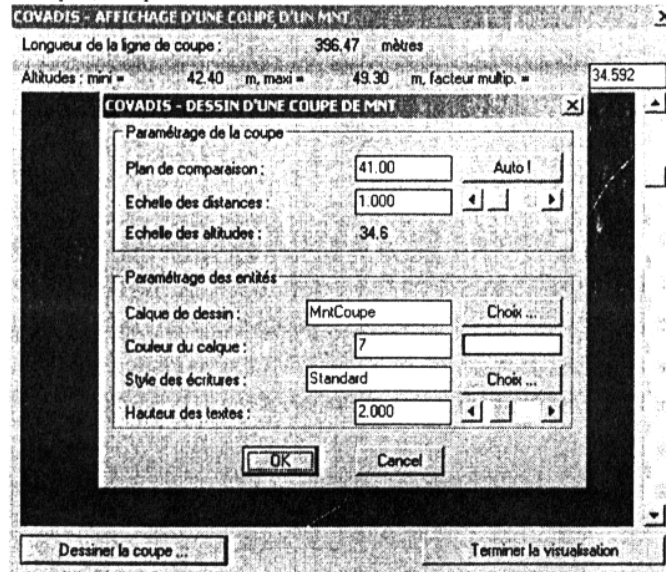 COVADIS - AFFICHAGE D'UNE COUPE D'UN MNT
Longueur de la ligne de coupe : 396.47 mètres
Altitudes : mini = 42.40 m, maxi = 49.30 m, facteur multip. = 34.592
COVADIS - DESSIN D'UNE COUPE DE MNT
Paramétrage de la coupe
Plan de comparaison : 41.00 Auto !
Echelle des distances : 1.000
Echelle des altitudes : 34.6
Paramétrage des entités
Calque de dessin : MntCoupe Choix ...
Couleur du calque : 7
Style des écritures : Standard Choix ...
Hauteur des textes : 2.000
OK Cancel
Dessiner la coupe ... Terminer la visualisation